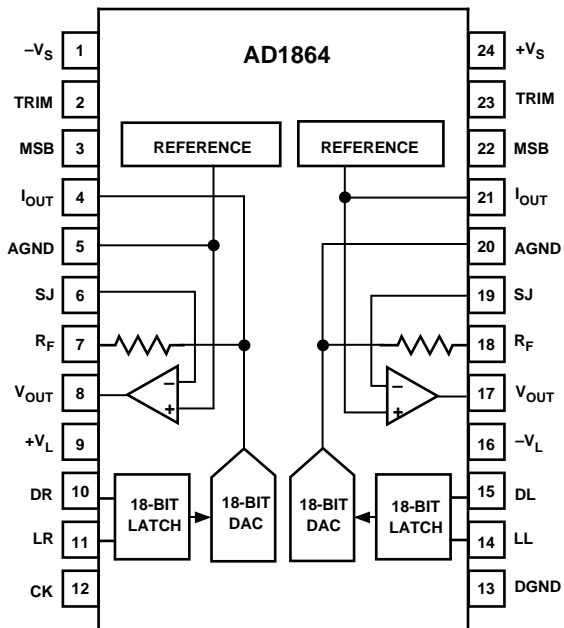 AD1864
–VS 1
24 +VS
TRIM 2
23 TRIM
MSB 3
REFERENCE
REFERENCE
22 MSB
IOUT 4
21 IOUT
AGND 5
20 AGND
SJ 6
19 SJ
RF 7
18 RF
VOUT 8
–
+
–
+
17 VOUT
+VL 9
16 –VL
DR 10
15 DL
18-BIT
LATCH
18-BIT
DAC
18-BIT
DAC
18-BIT
LATCH
LR 11
14 LL
CK 12
13 DGND